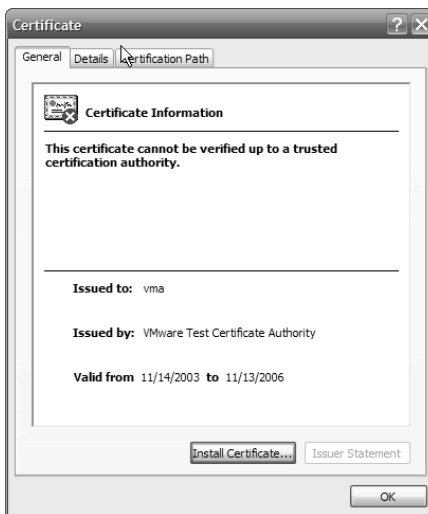 Certificate
General Details Certification Path
Certificate Information
This certificate cannot be verified up to a trusted
certification authority.
Issued to: vma
Issued by: VMware Test Certificate Authority
Valid from 11/14/2003 to 11/13/2006
Install Certificate... Issuer Statement
OK